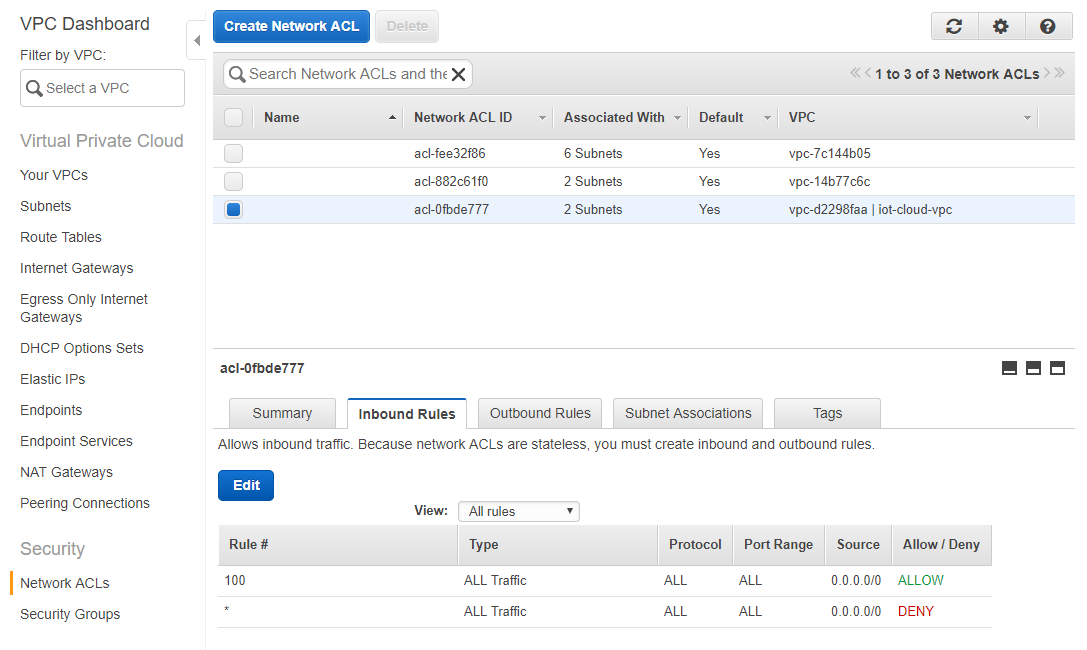 VPC Dashboard
Filter by VPC:
Select a VPC
Virtual Private Cloud
Your VPCs
Subnets
Route Tables
Internet Gateways
Egress Only Internet
Gateways
DHCP Options Sets
Elastic IPs
Endpoints
Endpoint Services
NAT Gateways
Peering Connections
Security
Network ACLs
Security Groups
Create Network ACL Delete
Search Network ACLs and the
1 to 3 of 3 Network ACLs
Name Network ACL ID Associated With Default VPC
acl-fee32f86 6 Subnets Yes vpc-7c144b05
acl-882c61f0 2 Subnets Yes vpc-14b77c6c
acl-0fbde777 2 Subnets Yes vpc-d2298faa | iot-cloud-vpc
acl-0fbde777
Summary Inbound Rules Outbound Rules Subnet Associations Tags
Allows inbound traffic. Because network ACLs are stateless, you must create inbound and outbound rules.
Edit
View: All rules
Rule # Type Protocol Port Range Source Allow / Deny
100 ALL Traffic ALL ALL 0.0.0.0/0 ALLOW
* ALL Traffic ALL ALL 0.0.0.0/0 DENY